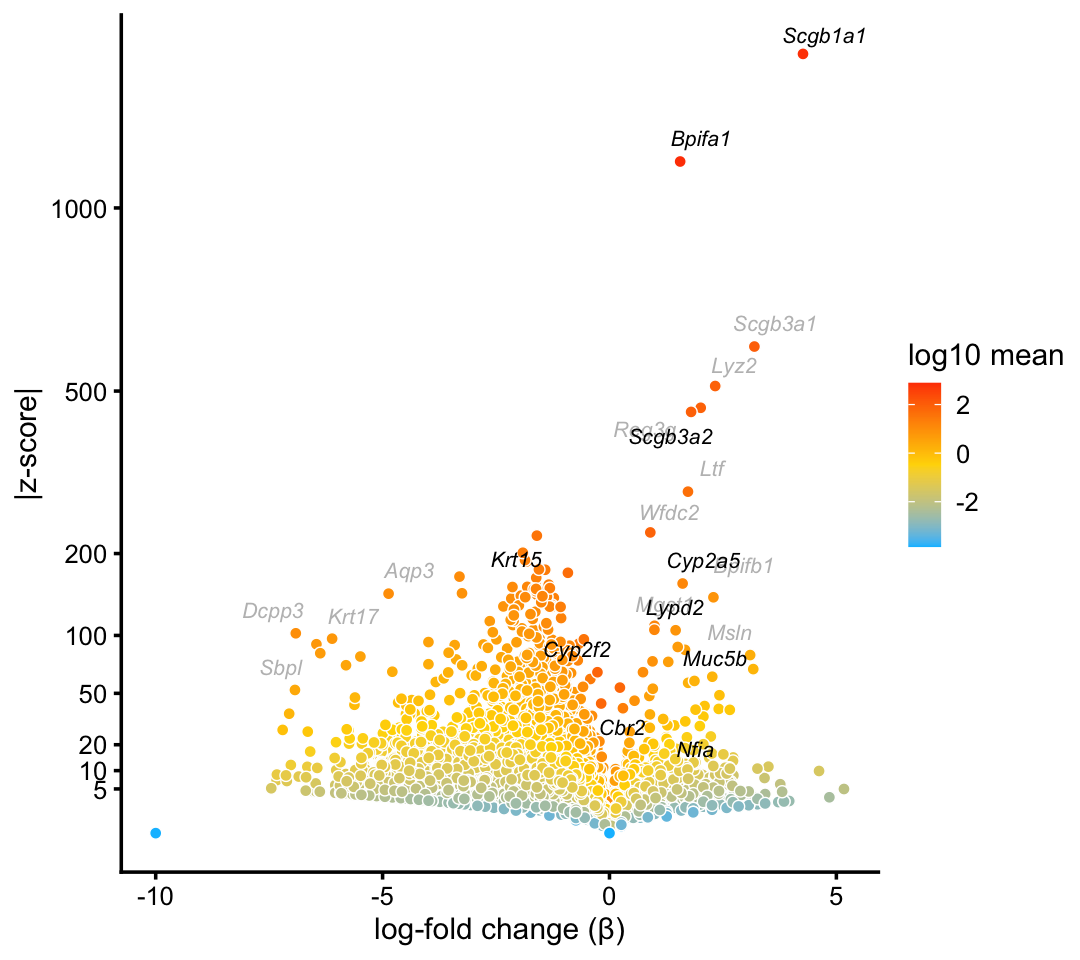 Scgb1a1
Bpifa1
1000
Scgb3a1
log10 mean
Lyz2
500
2
Reg3g
Scgb3a2
0
|z-score|
Ltf
-2
Wfdc2
200
Krt15
Cyp2a5
Bpifb1
Aqp3
Lypd2
Dcpp3
Krt17
100
Msln
Cyp2f2
Muc5b
Sbpl
50
Cbr2
20
Nfia
10
5
-10
-5
0
5
log-fold change (β)